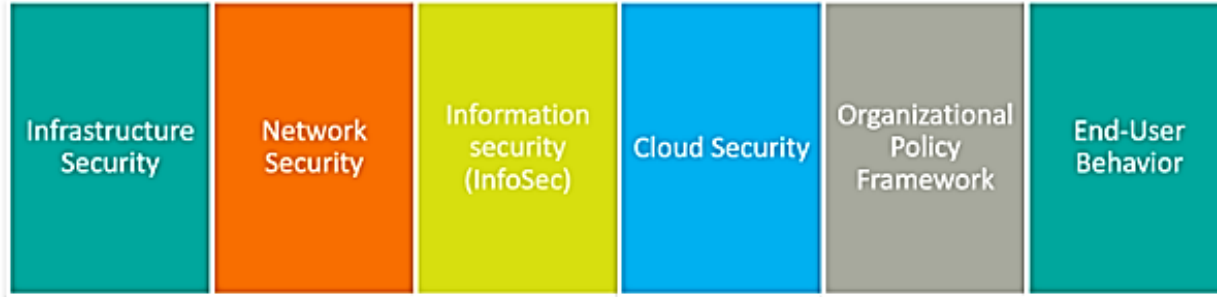 Infrastructure
Security
Network
Security
Information
security
(InfoSec)
Cloud Security
Organizational
Policy
Framework
End-User
Behavior